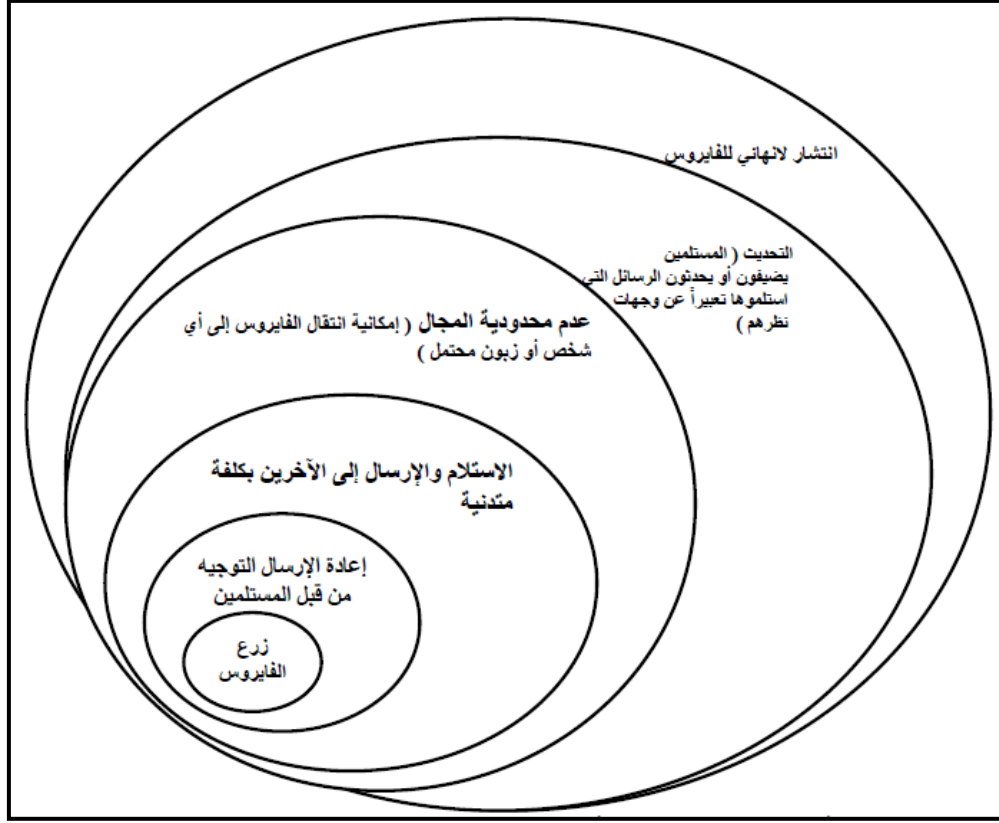 انتشار لانهائي للفايروس
التحديث ( المستلمين
يضيفون أو يحدثون الرسائل التي
استلموها تعبيراً عن وجهات
نظرهم )
عدم محدودية المجال ( إمكانية انتقال الفايروس إلى أي
شخص أو زبون محتمل )
الاستلام والإرسال إلى الآخرين بكلفة
متدنية
إعادة الإرسال التوجيه
من قبل المستلمين
زرع
الفايروس